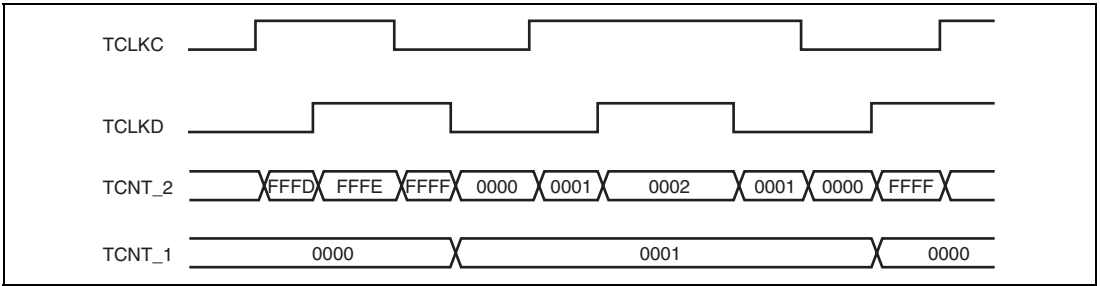 TCLKC
TCLKD
TCNT_2 FFFD FFFE FFFF 0000 0001 0002 0001 0000 FFFF
TCNT_1 0000 0001 0000